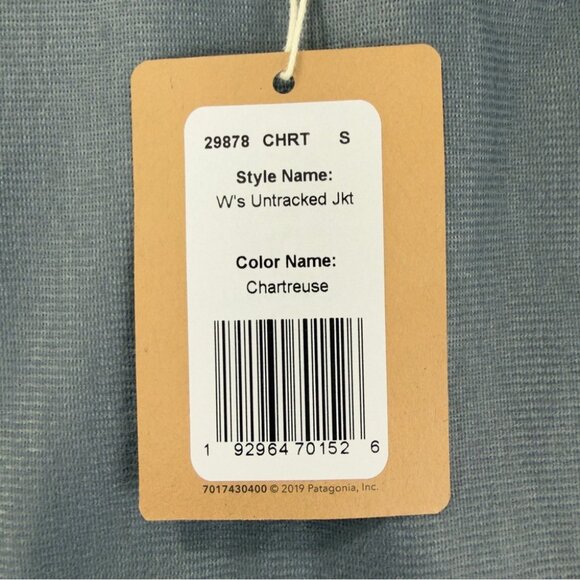 29878 CHRT S
Style Name:
W's Untracked Jkt
Color Name:
Chartreuse
1 92964 70152 6
7017430400 © 2019 Patagonia, Inc.